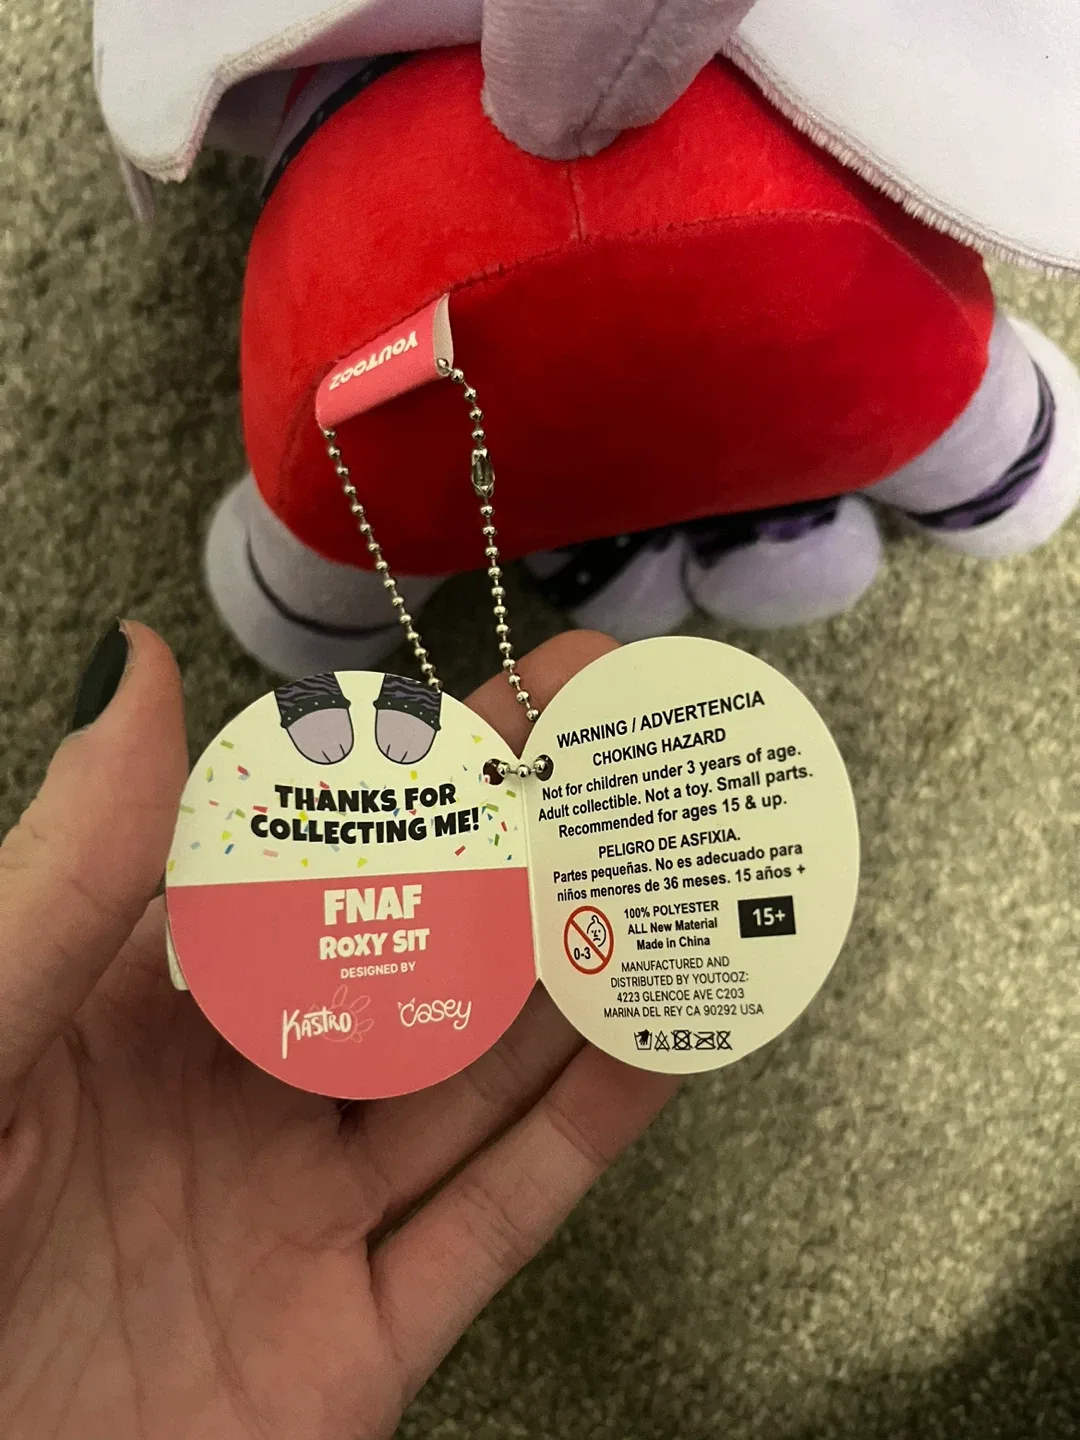 YOUTOOZ
THANKS FOR
COLLECTING ME!
FNAF
ROXY SIT
DESIGNED BY
KASTRO
Casey
WARNING / ADVERTENCIA
CHOKING HAZARD
Not for children under 3 years of age.
Adult collectible. Not a toy. Small parts.
Recommended for ages 15 & up.
PELIGRO DE ASFIXIA.
Partes pequeñas. No es adecuado para
niños menores de 36 meses. 15 años +
0-3
100% POLYESTER
ALL New Material
Made in China
15+
MANUFACTURED AND
DISTRIBUTED BY YOUTOOZ:
4223 GLENCOE AVE C203
MARINA DEL REY CA 90292 USA